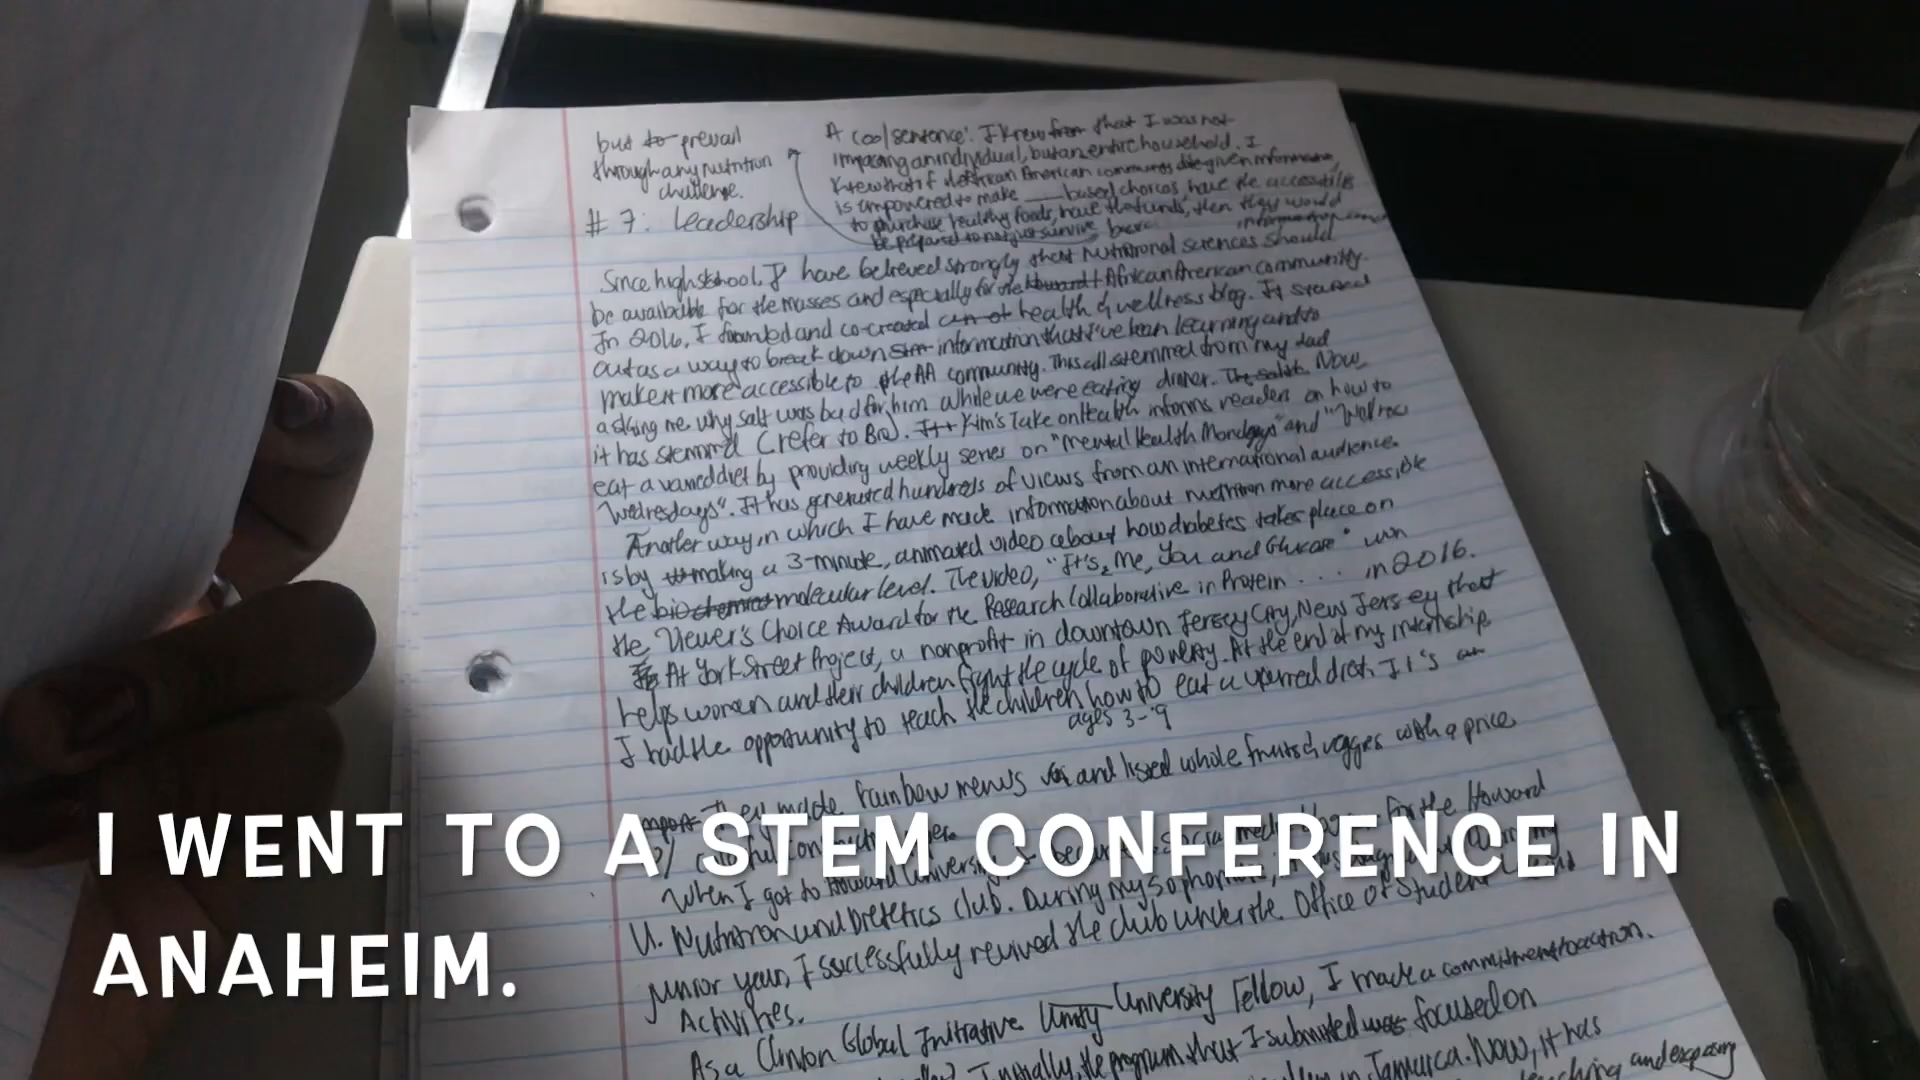 but to prevail
through any nutrition
challenge.
# 7: Leadership
A cool sentence: I knew from that I was not
impacting an individual, but an entire household. I
knew that if African American given information,
is empowered to make ___ based choices, have the
to purchase healthy foods, have the funds, then they would
be prepared to not just survive
Since high school, I have believed strongly that Nutritional sciences should
be available for the masses and especially for the African American community.
In 2016, I founded and co-created health & wellness blog. It started
out as a way to break down information that I've been learning and to
make it more accessible to the AA community. This all stemmed from my dad
asking me why salt was bad for him while we were eating dinner. Now
it has stemmed (refer to Bre). Kim's Take on Health informs readers on how to
eat a varied diet by providing weekly series on "Mental Health Mondays" and
Wednesdays". It has generated hundreds of views from an international audience.
Another way in which I have made information about nutrition more accessible
is by making a 3-minute, animated video about how diabetes takes place on
the molecular level. The video, "It's, Me, You and Glucose" won
the Viewer's Choice Award for the Research Collaborative in Protein . . . in 2016.
At York Street Project, a nonprofit in downtown Jersey City, New Jersey that
helps women and their children fight the cycle of poverty. At the end of my internship
I had the opportunity to teach the children how to eat a varied diet. It's an
ages 3-9
They made rainbow menus and listed whole fruits & veggies with a price
for the Howard
When I got to Howard
U. Nutrition and Dietetics club. During my sophomore,
junior year, I successfully revived the club under the Office of Student
Activities.
As a Clinton Global Initiative University Fellow, I made a commitment to action.
Initially, the program that I submitted was focused on
in Jamaica. Now, it has
I WENT TO A STEM CONFERENCE IN
ANAHEIM.